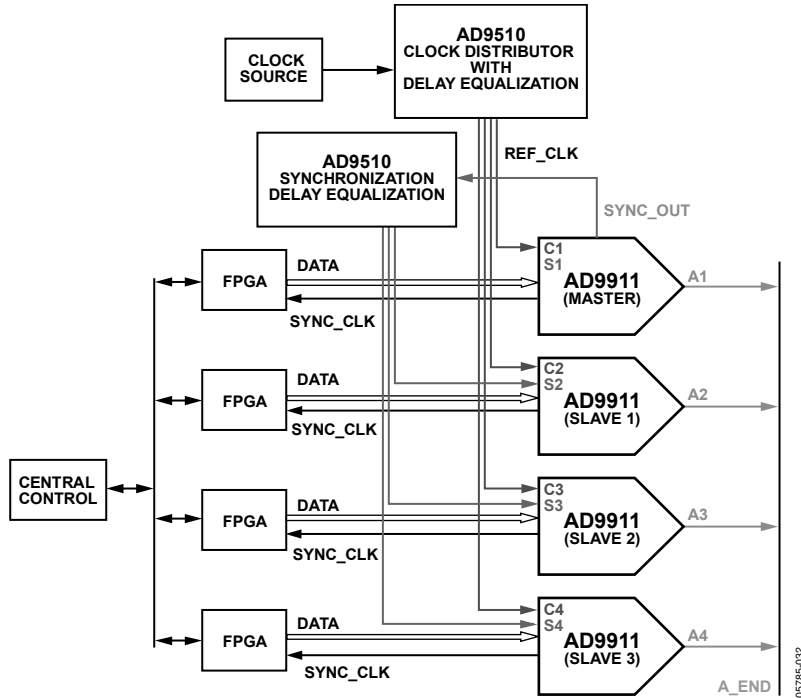 AD9510
CLOCK DISTRIBUTOR
WITH
DELAY EQUALIZATION
CLOCK
SOURCE
REF_CLK
AD9510
SYNCHRONIZATION
DELAY EQUALIZATION
SYNC_OUT
C1
S1
AD9911
(MASTER)
A1
FPGA
DATA
SYNC_CLK
C2
S2
AD9911
(SLAVE 1)
A2
FPGA
DATA
SYNC_CLK
CENTRAL
CONTROL
C3
S3
AD9911
(SLAVE 2)
A3
FPGA
DATA
SYNC_CLK
C4
S4
AD9911
(SLAVE 3)
A4
FPGA
DATA
SYNC_CLK
A_END
05785-032